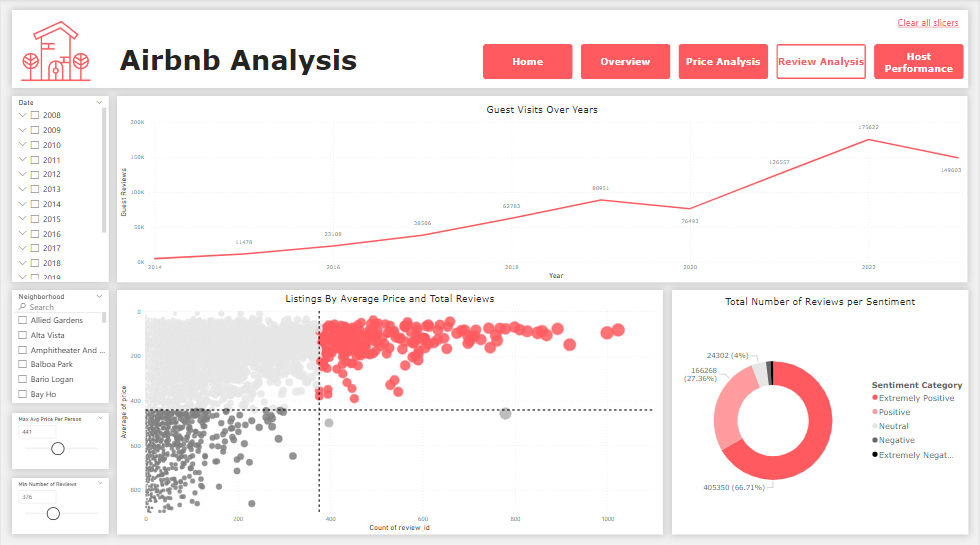 Clear all slicers
Airbnb Analysis
Home
Overview
Price Analysis
Review Analysis
Host
Performance
Date
2008
2009
2010
2011
2012
2013
2014
2015
2016
2017
2018
2019
Guest Visits Over Years
Guest Reviews
200K
150K
100K
50K
0K
11478
23108
38506
62783
88951
76493
126557
175622
149603
2014
2016
2018
2020
2022
Year
Neighborhood
Search
Allied Gardens
Alta Vista
Amphitheater And ...
Balboa Park
Bario Logan
Bay Ho
Max Avg Price Per Person
441
Min Number of Reviews
376
Listings By Average Price and Total Reviews
Average of price
0
200
400
600
800
0
200
400
600
800
1000
Count of review_id
Total Number of Reviews per Sentiment
24302 (4%)
166268
(27.36%)
405350 (66.71%)
Sentiment Category
Extremely Positive
Positive
Neutral
Negative
Extremely Negat...